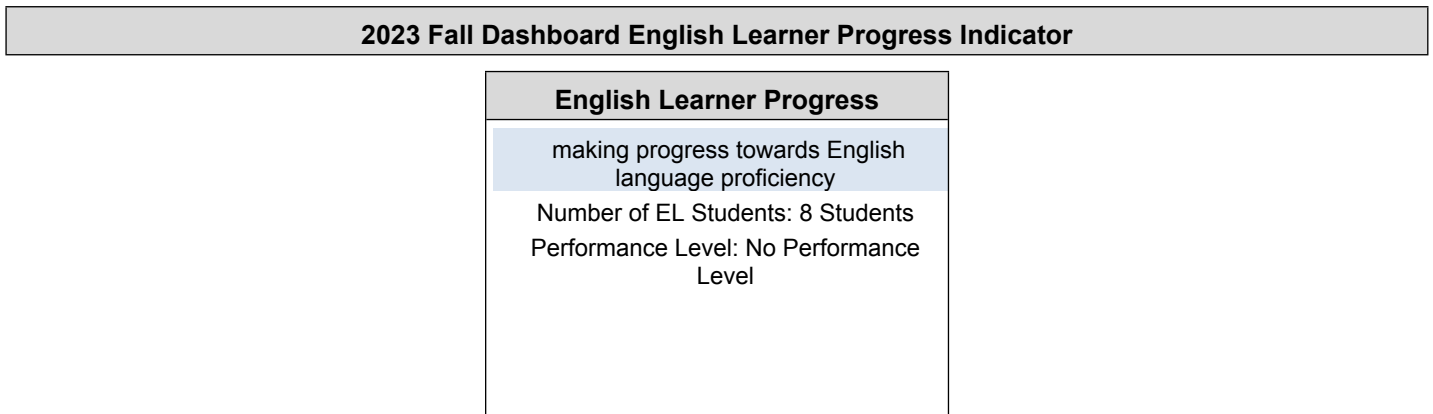 2023 Fall Dashboard English Learner Progress Indicator
English Learner Progress
making progress towards English
language proficiency
Number of EL Students: 8 Students
Performance Level: No Performance
Level